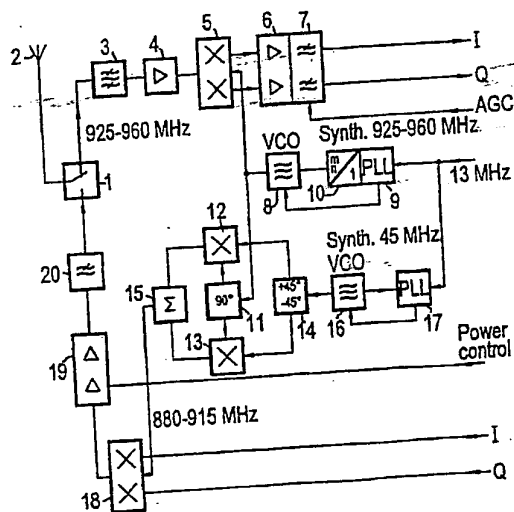 2
3
4
5
6
7
I
Q
AGC
925-960 MHz
Synth. 925-960 MHz
VCO
m
n
1
PLL
13 MHz
1
8
10
9
12
Synth. 45 MHz
VCO
20
15
Σ
90°
+45°
-45°
PLL
11
13
14
16
17
19
Power
control
880-915 MHz
I
Q
18